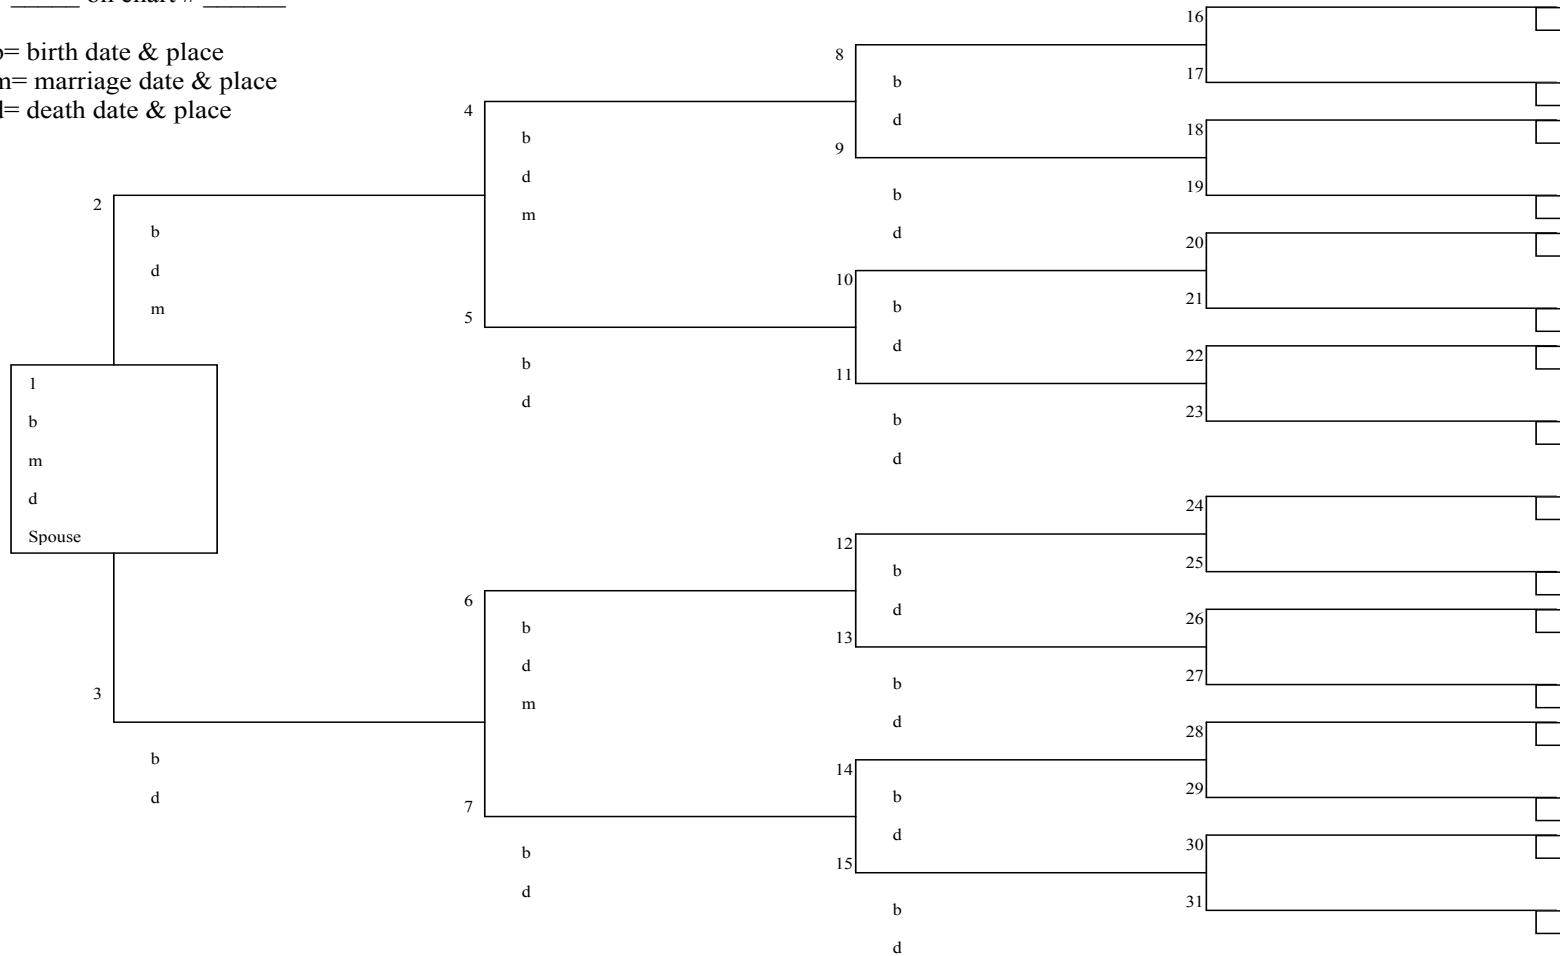 _____ on chart # ______
b= birth date & place
m= marriage date & place
d= death date & place
1
b
m
d
Spouse
2
b
d
m
3
b
d
4
b
d
m
5
b
d
6
b
d
m
7
b
d
8
b
d
9
b
d
10
b
d
11
b
d
12
b
d
13
b
d
14
b
d
15
b
d
16
17
18
19
20
21
22
23
24
25
26
27
28
29
30
31